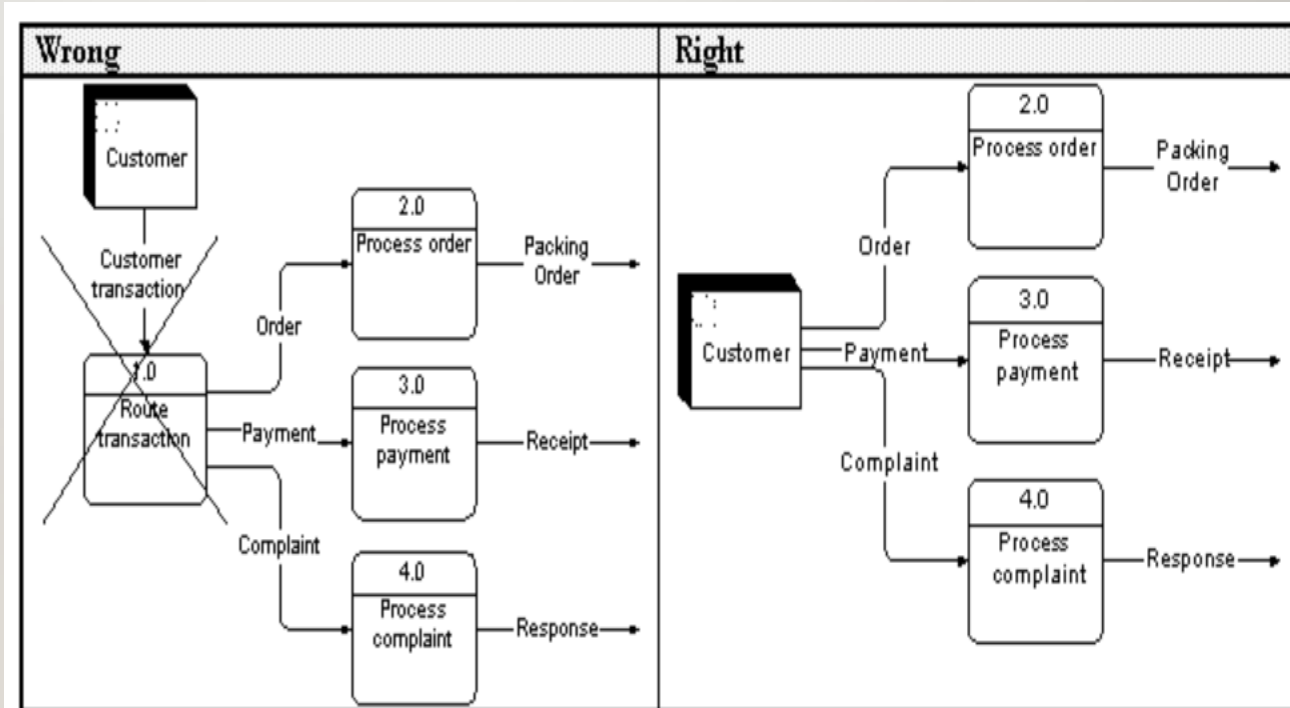 Wrong
Customer
Customer
transaction
1.0
Route
transaction
Order
Payment
Complaint
2.0
Process order
Packing
Order
3.0
Process
payment
Receipt
4.0
Process
complaint
Response
Right
Customer
Order
Payment
Complaint
2.0
Process order
Packing
Order
3.0
Process
payment
Receipt
4.0
Process
complaint
Response